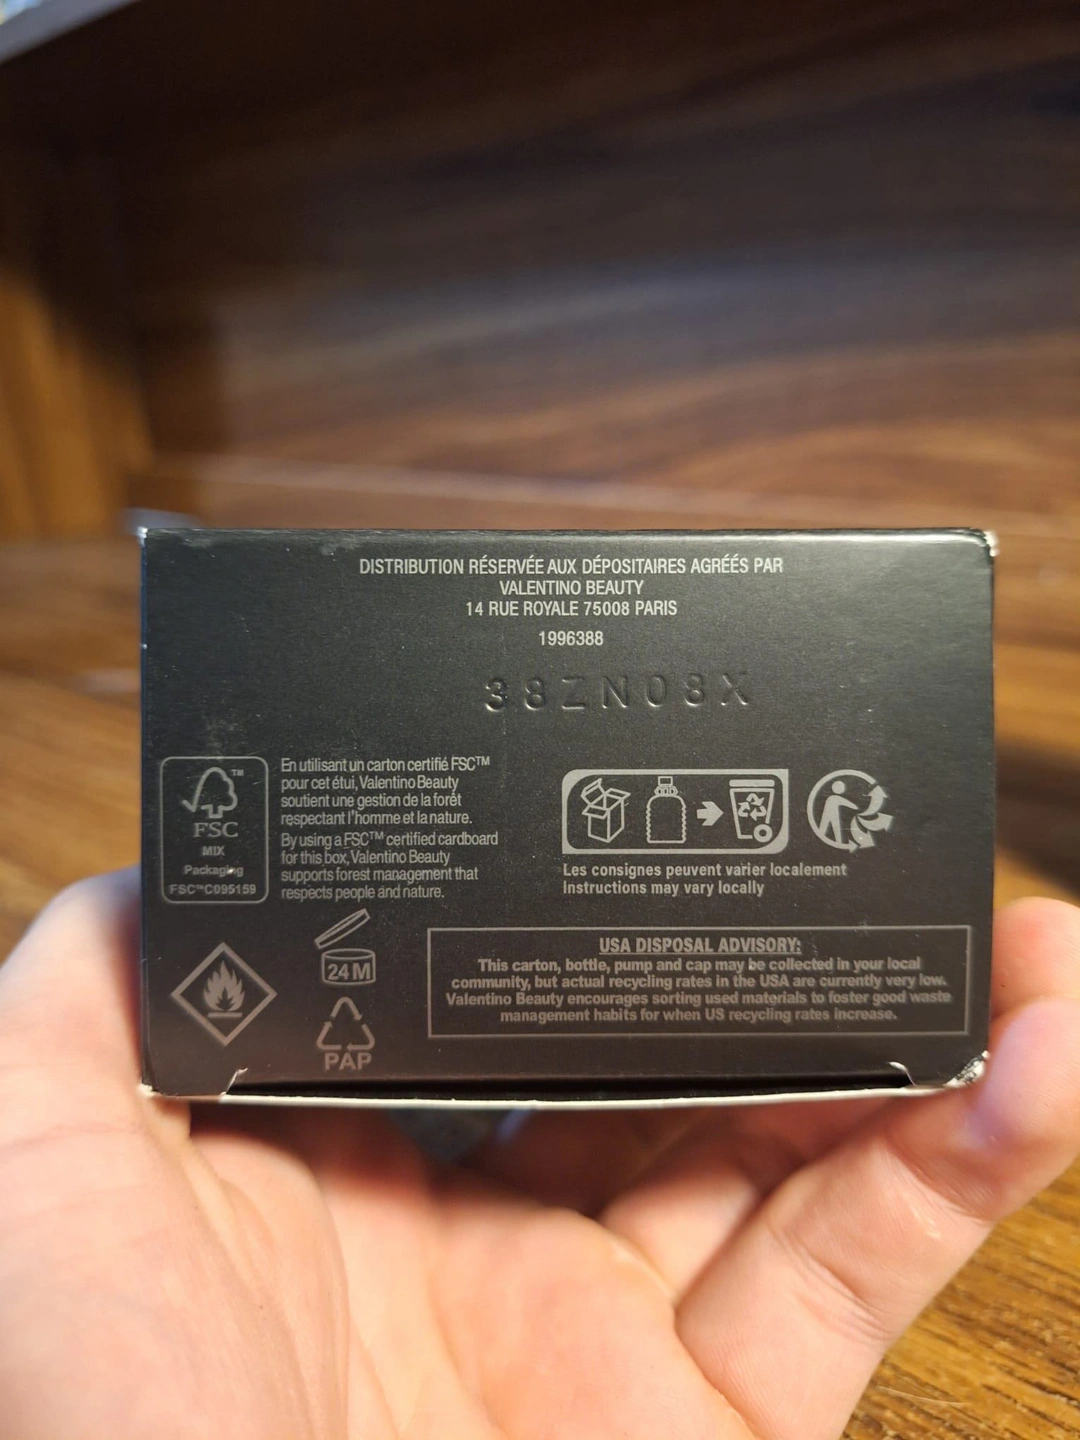 DISTRIBUTION RÉSERVÉE AUX DÉPOSITAIRES AGRÉÉS PAR
VALENTINO BEAUTY
14 RUE ROYALE 75008 PARIS
1996388
38ZN08X
TM
FSC
MIX
Packaging
FSC™C095159
En utilisant un carton certifié FSC™
pour cet étui, Valentino Beauty
soutient une gestion de la forêt
respectant l'homme et la nature.
By using a FSC™ certified cardboard
for this box, Valentino Beauty
supports forest management that
respects people and nature.
Les consignes peuvent varier localement
Instructions may vary locally
24 M
PAP
USA DISPOSAL ADVISORY:
This carton, bottle, pump and cap may be collected in your local
community, but actual recycling rates in the USA are currently very low.
Valentino Beauty encourages sorting used materials to foster good waste
management habits for when US recycling rates increase.